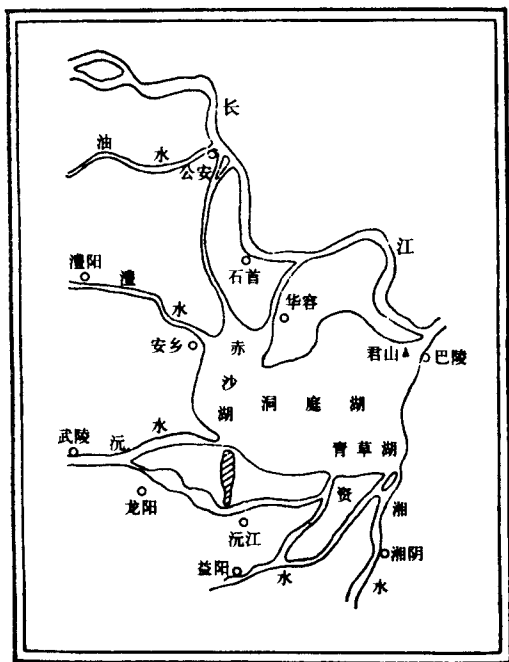 长
江
油水
公安
石首
澧阳
澧水
华容
安乡
赤沙湖
君山
巴陵
洞庭湖
武陵
沅水
青草湖
龙阳
资水
湘水
沅江
湘阴
益阳